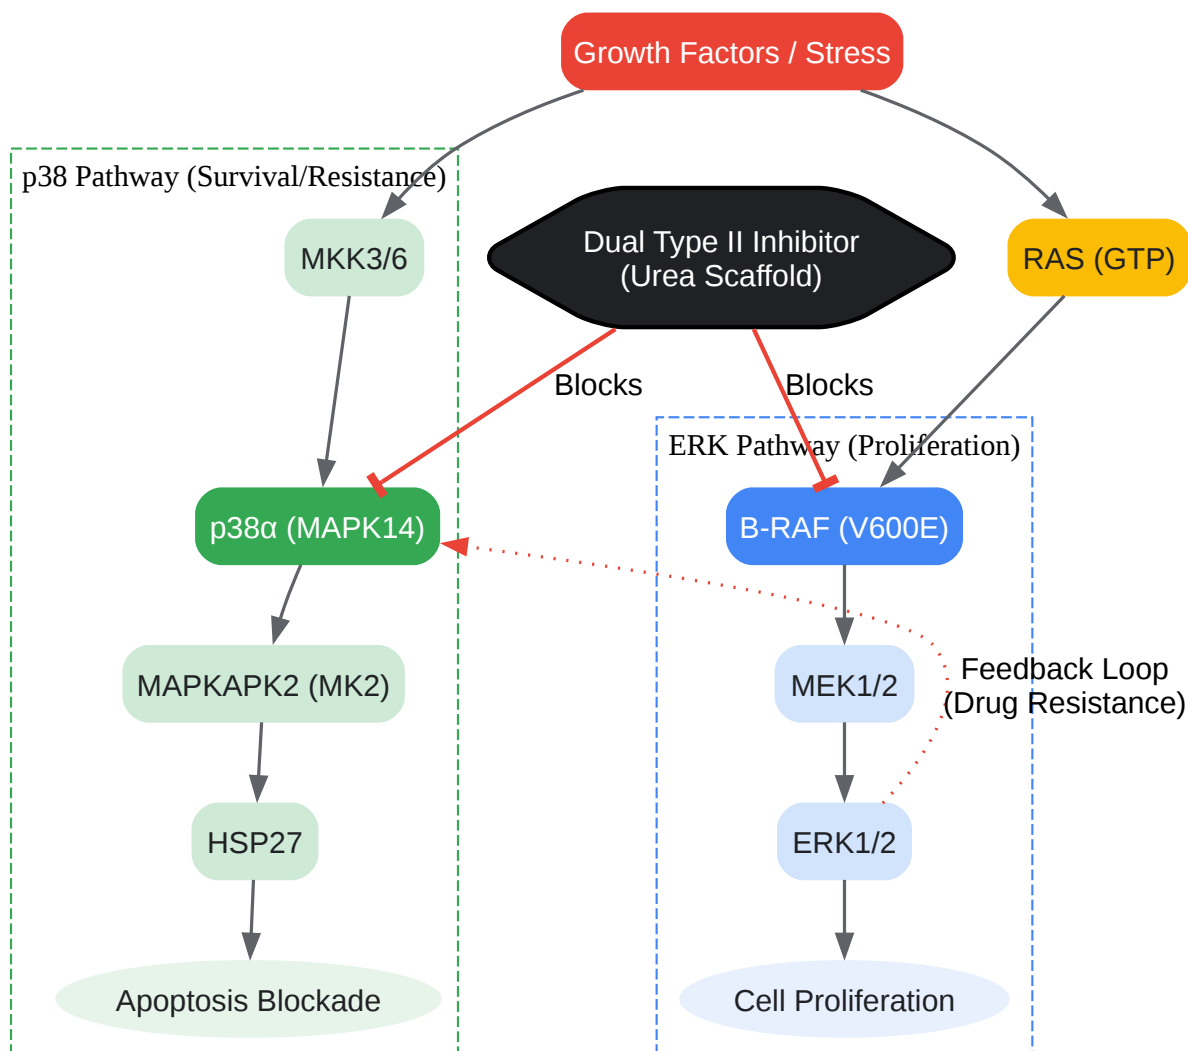 Growth Factors / Stress
p38 Pathway (Survival/Resistance)
MKK3/6
Dual Type II Inhibitor
(Urea Scaffold)
RAS (GTP)
Blocks
Blocks
ERK Pathway (Proliferation)
p38α (MAPK14)
B-RAF (V600E)
MAPKAPK2 (MK2)
MEK1/2
Feedback Loop
(Drug Resistance)
HSP27
ERK1/2
Apoptosis Blockade
Cell Proliferation